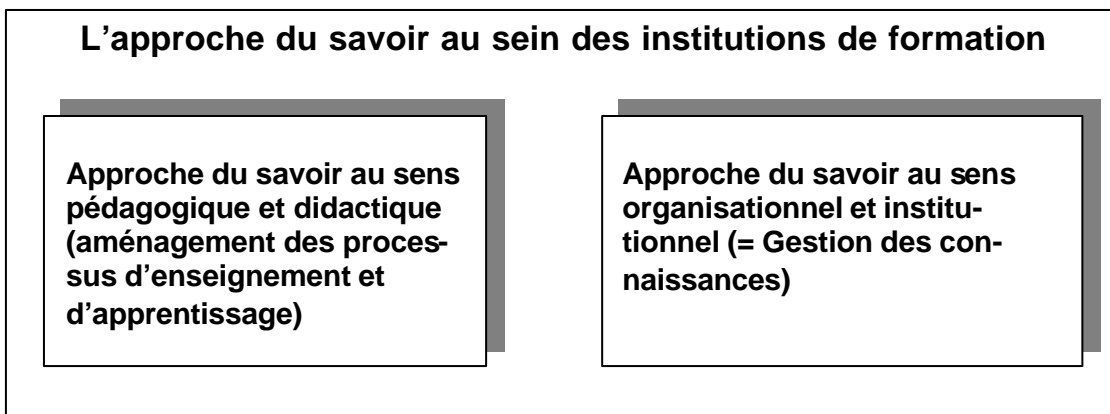 L’approche du savoir au sein des institutions de formation
Approche du savoir au sens
pédagogique et didactique
(aménagement des proces-
sus d’enseignement et
d’apprentissage)
Approche du savoir au sens
organisationnel et institu-
tionnel (= Gestion des con-
naissances)